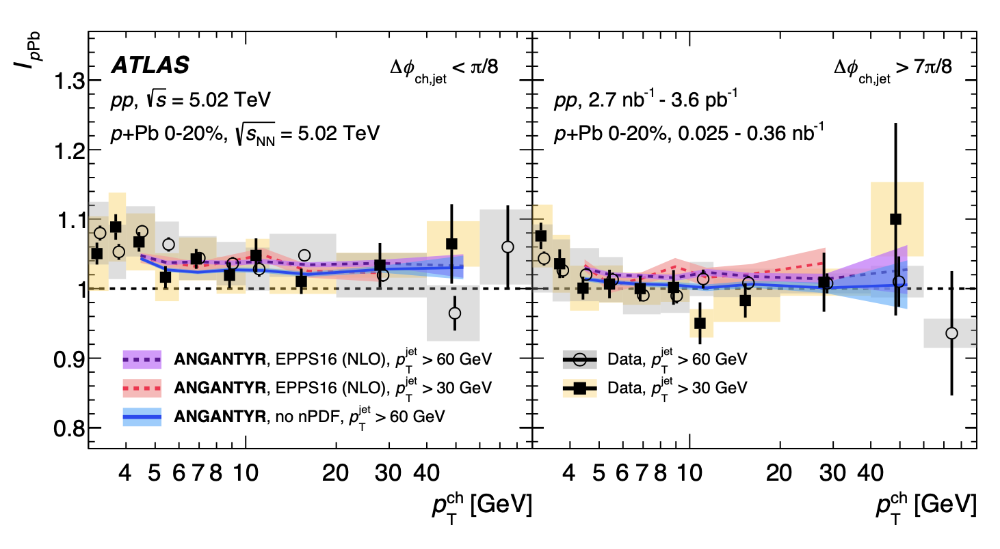 I_pPb
ATLAS
Δϕ_ch,jet < π/8
pp, √s = 5.02 TeV
p+Pb 0-20%, √s_NN = 5.02 TeV
1.3
1.2
1.1
1
0.9
0.8
ANGANTYR, EPPS16 (NLO), p_T^jet > 60 GeV
ANGANTYR, EPPS16 (NLO), p_T^jet > 30 GeV
ANGANTYR, no nPDF, p_T^jet > 60 GeV
4 5 6 7 8 10 20 30 40
p_T^ch [GeV]
Δϕ_ch,jet > 7π/8
pp, 2.7 nb^-1 - 3.6 pb^-1
p+Pb 0-20%, 0.025 - 0.36 nb^-1
Data, p_T^jet > 60 GeV
Data, p_T^jet > 30 GeV
4 5 6 7 8 10 20 30 40
p_T^ch [GeV]